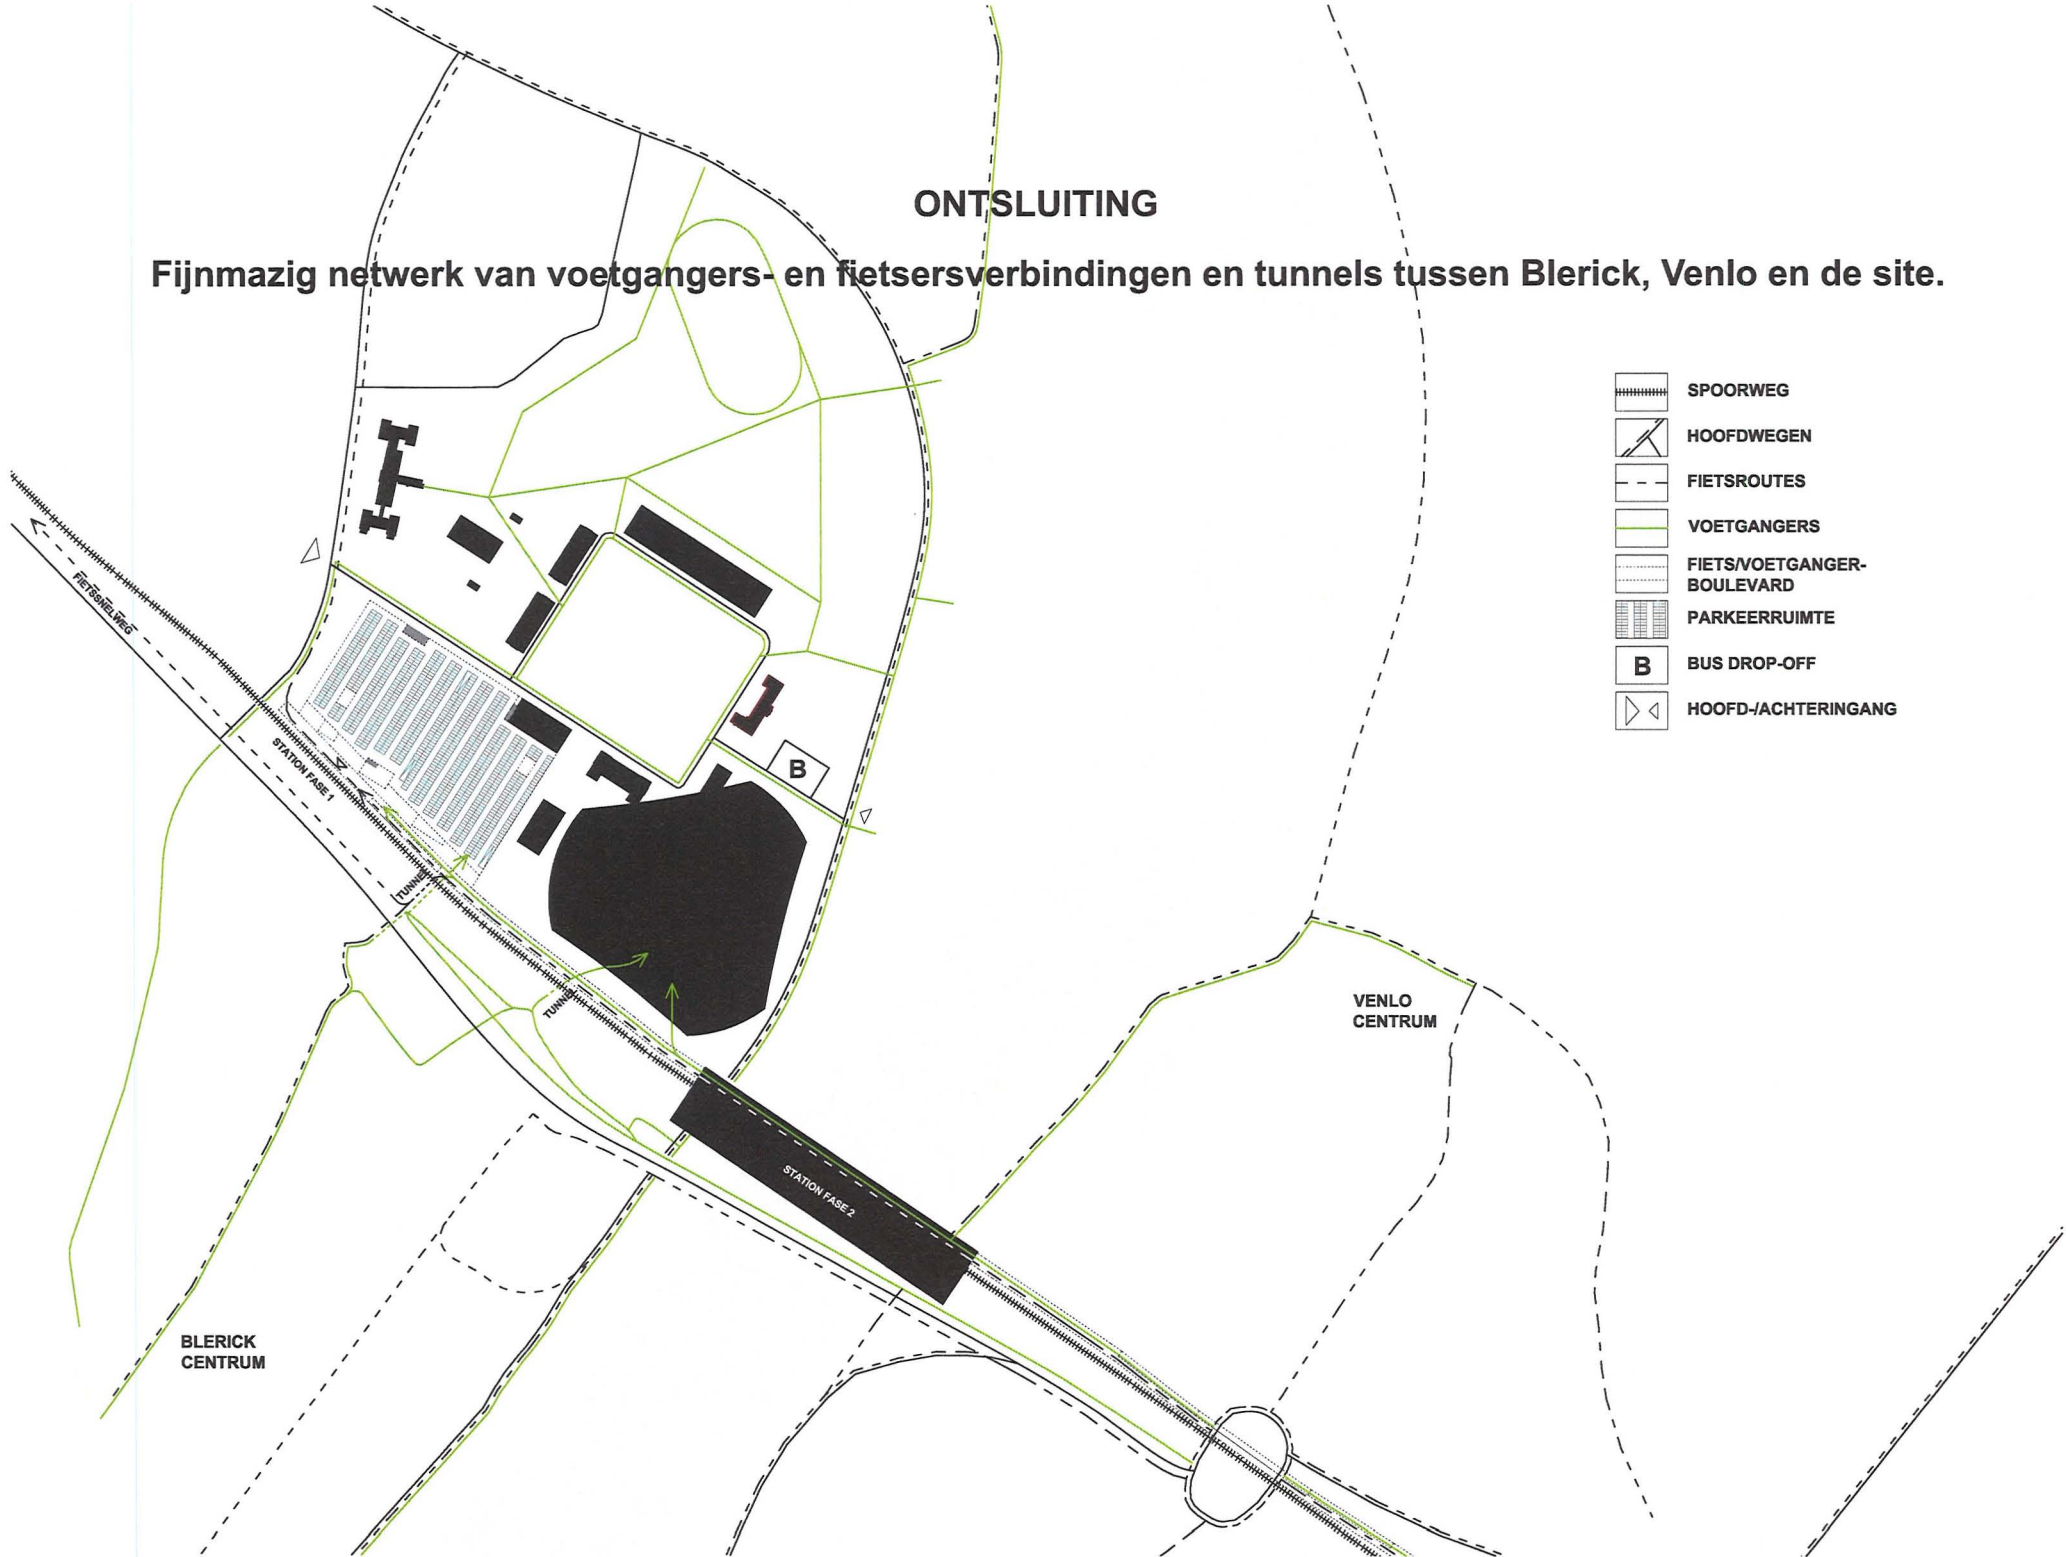 ONTSLUITING
Fijnmazig netwerk van voetgangers- en fietsersverbindingen en tunnels tussen Blerick, Venlo en de site.
SPOORWEG
HOOFDWEGEN
FIETSROUTES
VOETGANGERS
FIETS/VOETGANGER-
BOULEVARD
PARKEERRUIMTE
B
BUS DROP-OFF
HOOFD-/ACHTERINGANG
FIETSSNELWEG
STATION FASE 1
B
TUNNEL
TUNNEL
STATION FASE 2
VENLO
CENTRUM
BLERICK
CENTRUM